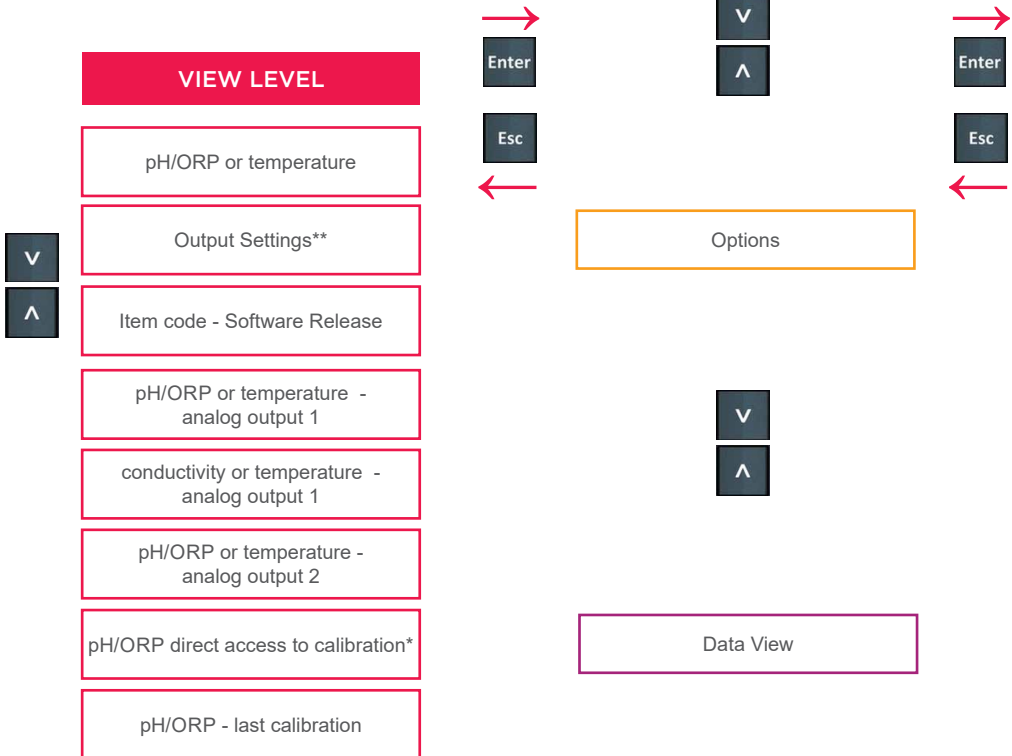 VIEW LEVEL
pH/ORP or temperature
Output Settings**
Item code - Software Release
pH/ORP or temperature -
analog output 1
conductivity or temperature -
analog output 1
pH/ORP or temperature -
analog output 2
pH/ORP direct access to calibration*
pH/ORP - last calibration
Enter
Esc
Options
Data View
Enter
Esc